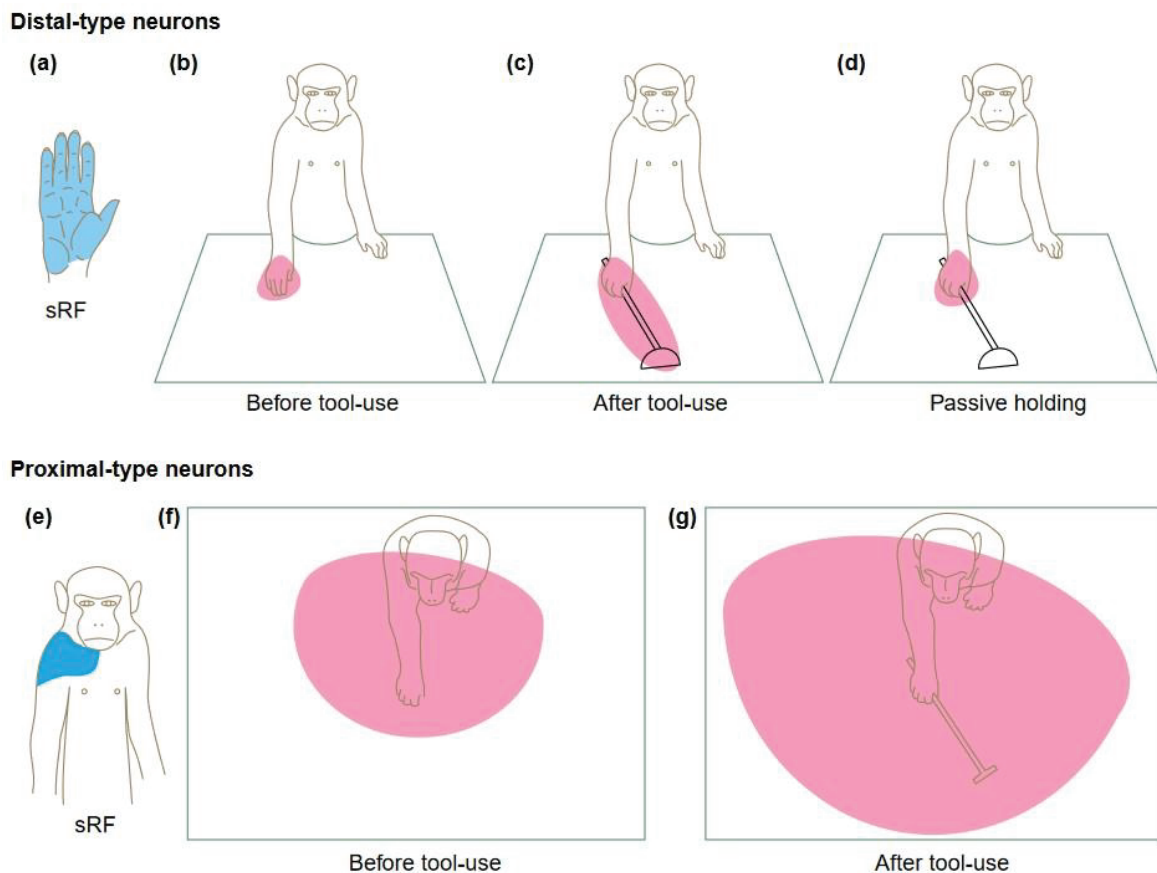 Distal-type neurons
(a)
(b)
(c)
(d)
sRF
Before tool-use
After tool-use
Passive holding
Proximal-type neurons
(e)
(f)
(g)
sRF
Before tool-use
After tool-use